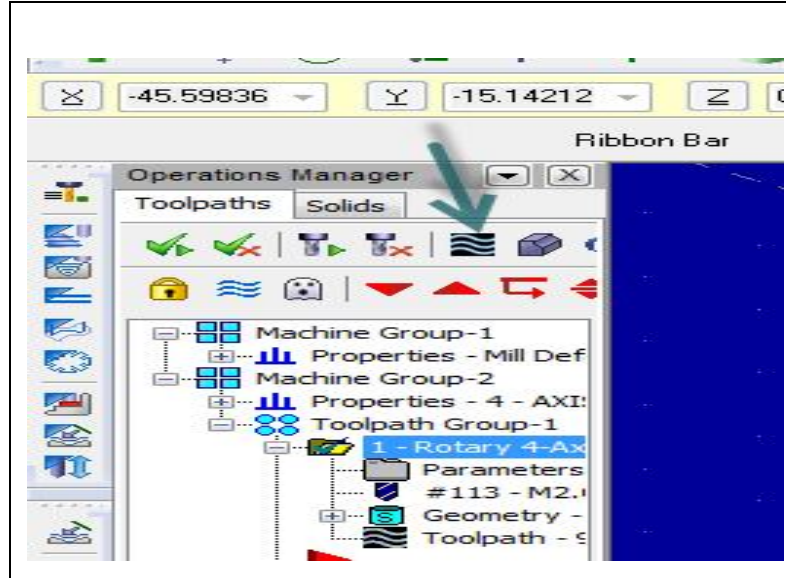 X -45.59836 Y -15.14212 Z
Ribbon Bar
Operations Manager
Toolpaths Solids
Machine Group-1
Properties - Mill Def
Machine Group-2
Properties - 4 - AXI
Toolpath Group-1
1 - Rotary 4-Ax
Parameters
#113 - M2.
Geometry -
Toolpath - 9